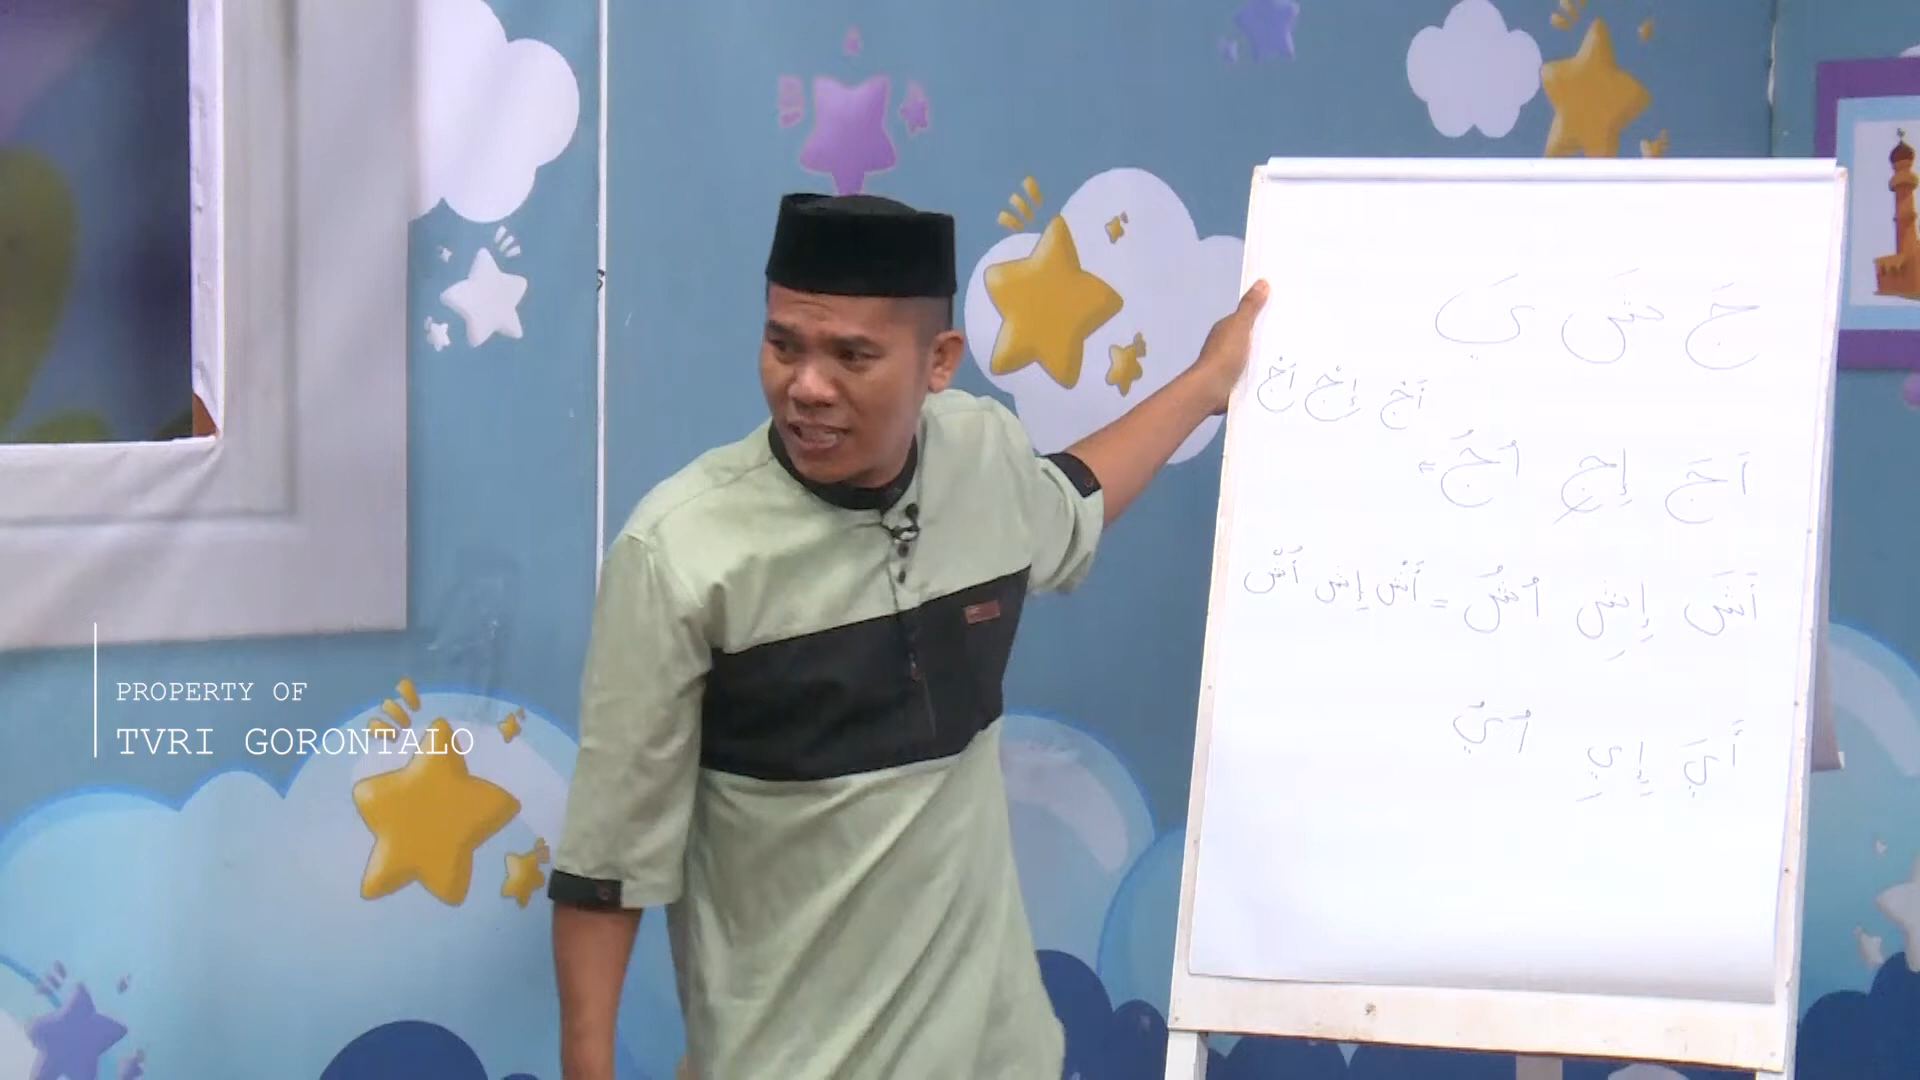 جَ شَ يَ
أَجْ إِجْ أُجْ
اَجَ إِجِ اُجُ =
أَشَ إِشِ اُشُ = أَشْ إِشْ أُشْ
أَيَ إِيِ اُيُ
PROPERTY OF
TVRI GORONTALO